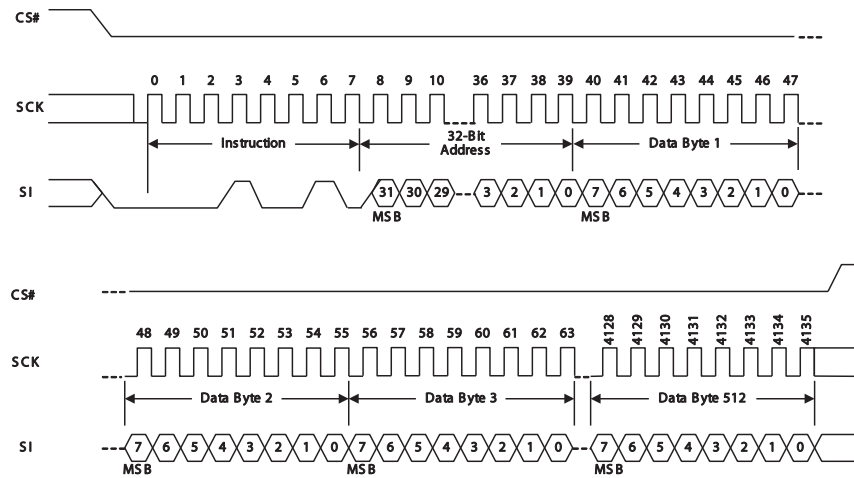 CS#
0 1 2 3 4 5 6 7 8 9 10 36 37 38 39 40 41 42 43 44 45 46 47
SCK
Instruction 32-Bit Address Data Byte 1
SI 31 30 29 3 2 1 0 7 6 5 4 3 2 1 0
MSB MSB
CS#
48 49 50 51 52 53 54 55 56 57 58 59 60 61 62 63 4128 4129 4130 4131 4132 4133 4134 4135
SCK
Data Byte 2 Data Byte 3 Data Byte 512
SI 7 6 5 4 3 2 1 0 7 6 5 4 3 2 1 0 7 6 5 4 3 2 1 0
MSB MSB MSB